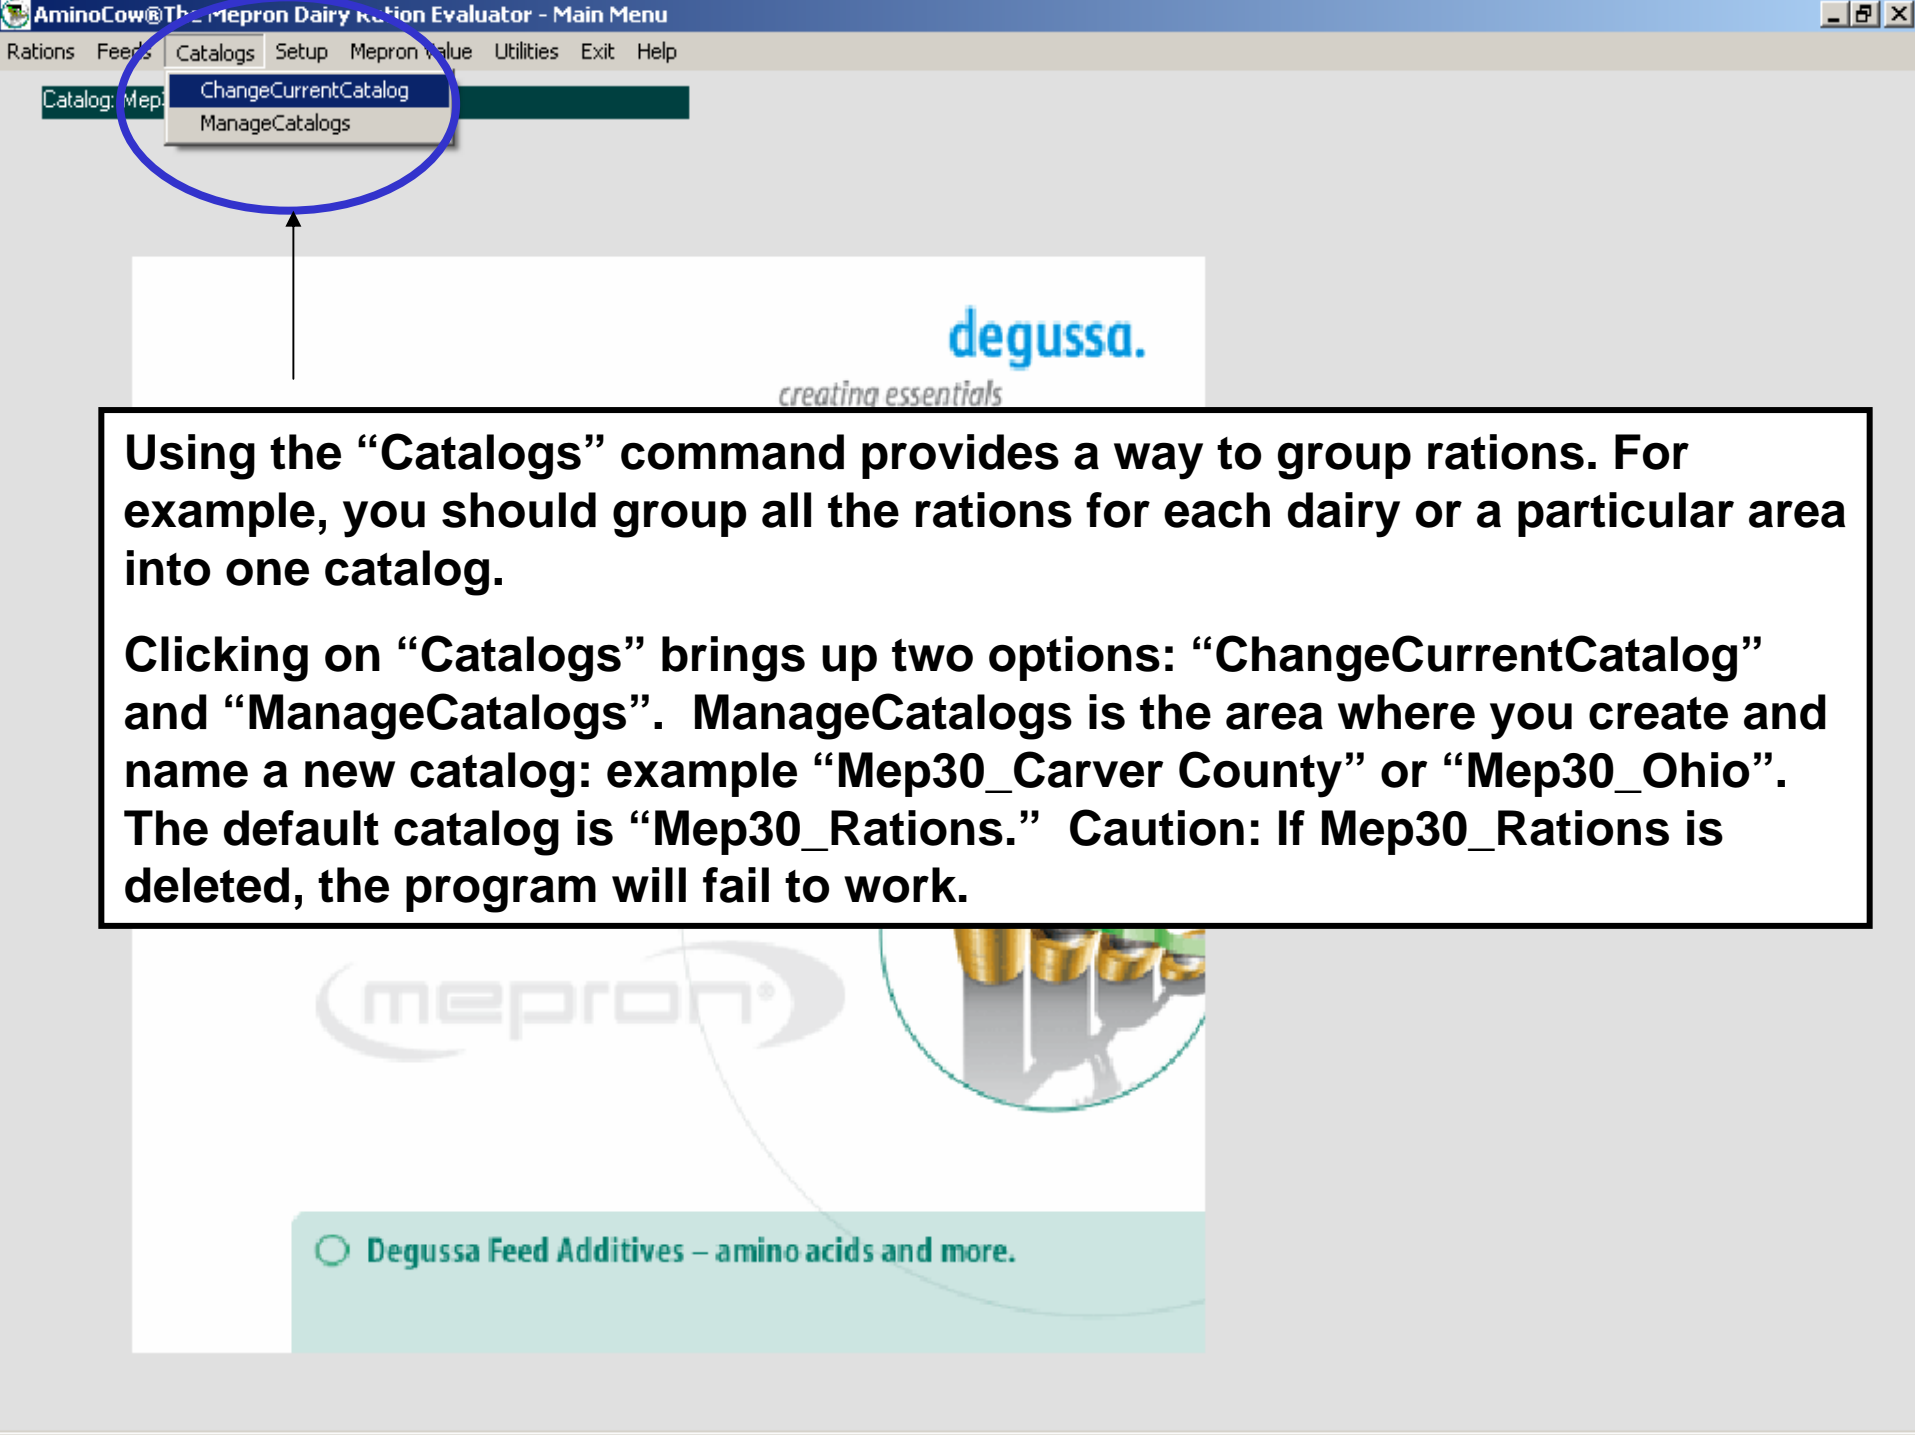 AminoCow®The Mepron Dairy Ration Evaluator - Main Menu
Rations Feeds Catalogs Setup Mepron Value Utilities Exit Help
ChangeCurrentCatalog
Catalog: Mep3
ManageCatalogs
degussa.
creating essentials
Using the “Catalogs” command provides a way to group rations. For
example, you should group all the rations for each dairy or a particular area
into one catalog.
Clicking on “Catalogs” brings up two options: “ChangeCurrentCatalog”
and “ManageCatalogs”.  ManageCatalogs is the area where you create and
name a new catalog: example “Mep30_Carver County” or “Mep30_Ohio”.
The default catalog is “Mep30_Rations.”  Caution: If Mep30_Rations is
deleted, the program will fail to work.
mepron®
Degussa Feed Additives – amino acids and more.